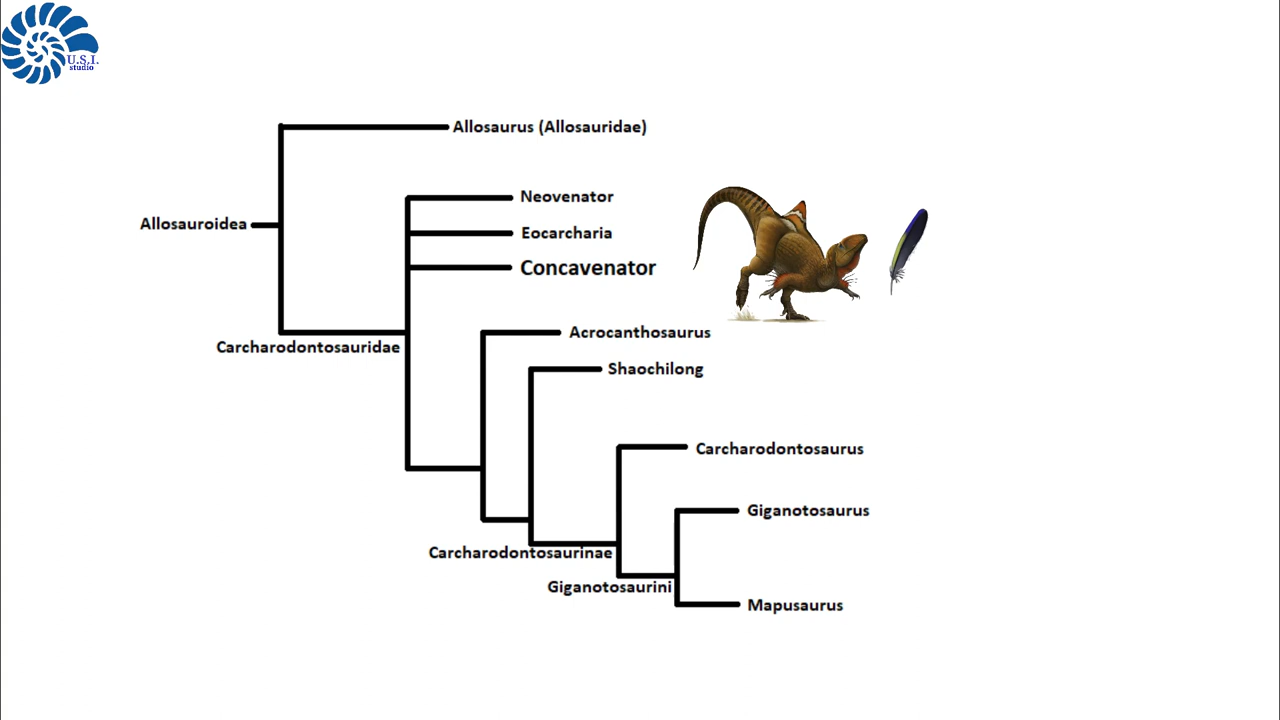 U.S.I.
studio
Allosaurus (Allosauridae)
Neovenator
Allosauroidea
Eocarcharia
Concavenator
Acrocanthosaurus
Carcharodontosauridae
Shaochilong
Carcharodontosaurus
Giganotosaurus
Carcharodontosaurinae
Giganotosaurini
Mapusaurus